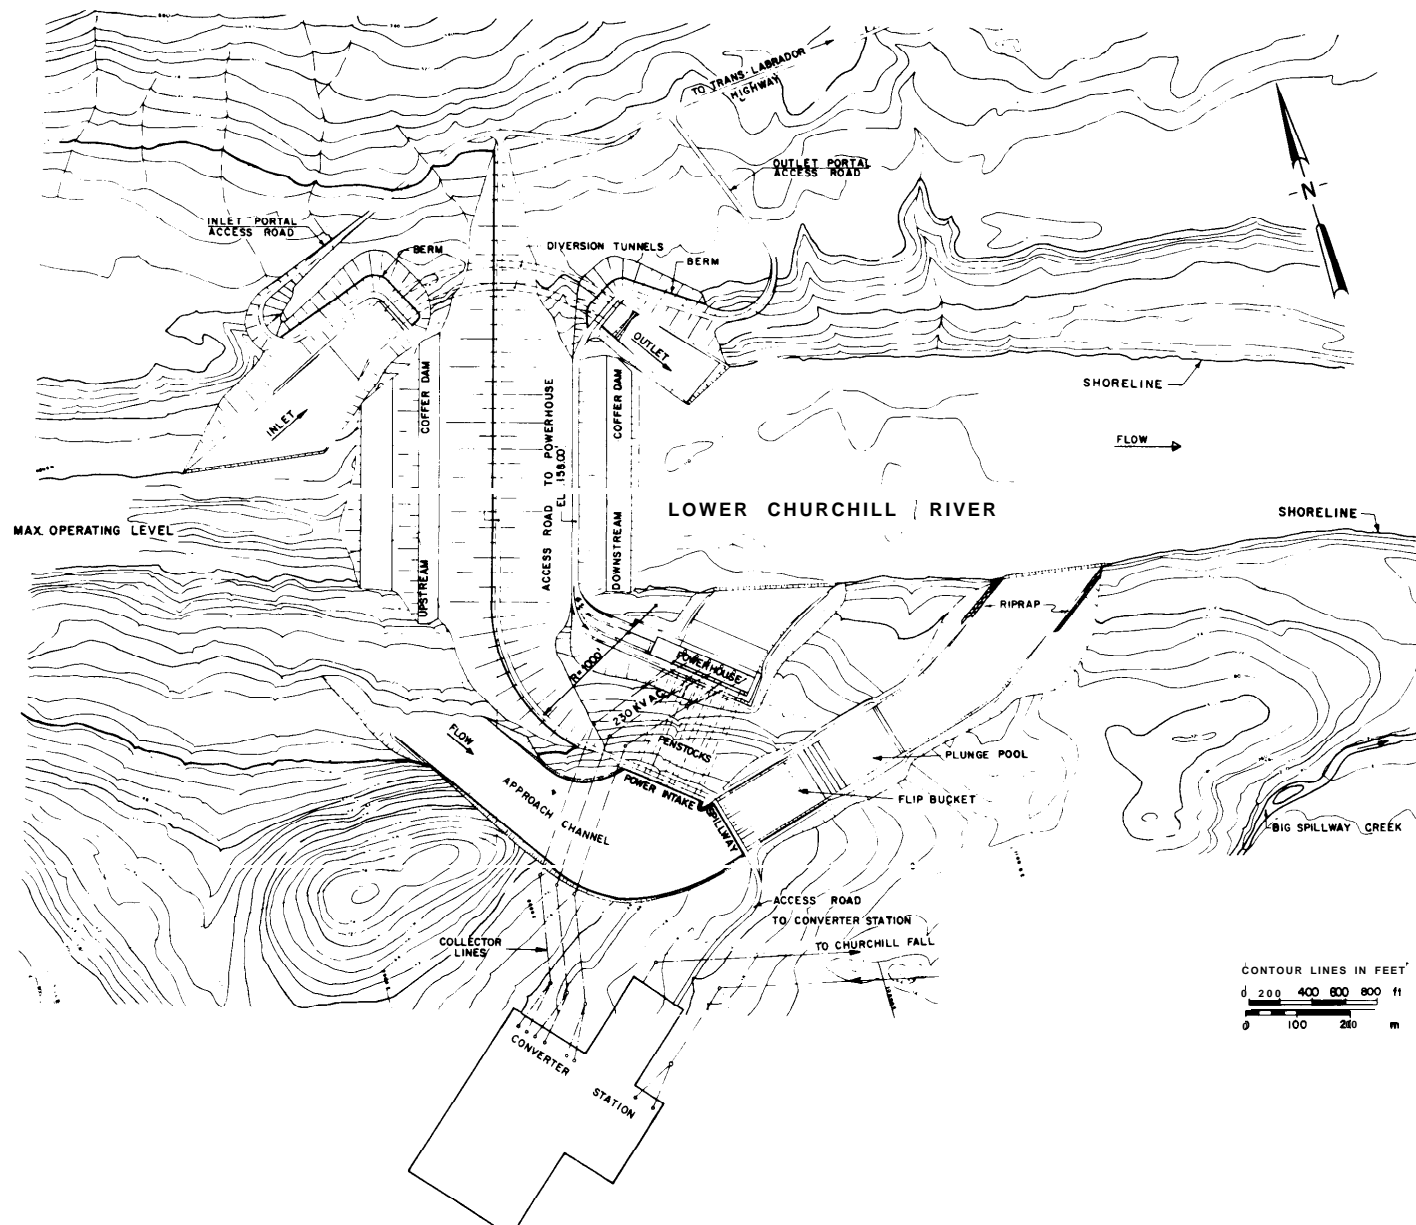 TO TRANS-LABRADOR
HIGHWAY
OUTLET PORTAL
ACCESS ROAD
N
INLET PORTAL
ACCESS ROAD
BERM
DIVERSION TUNNELS
BERM
OUTLET
INLET
SHORELINE
FLOW
UPSTREAM COFFER DAM
ACCESS ROAD TO POWERHOUSE
EL 158.00'
DOWNSTREAM COFFER DAM
LOWER CHURCHILL RIVER
MAX. OPERATING LEVEL
SHORELINE
RIPRAP
R=1000'
POWERHOUSE
230 KV AC
PENSTOCKS
FLOW
APPROACH CHANNEL
POWER INTAKE
SPILLWAY
PLUNGE POOL
FLIP BUCKET
BIG SPILLWAY CREEK
ACCESS ROAD
TO CONVERTER STATION
TO CHURCHILL FALL
COLLECTOR
LINES
CONVERTER
STATION
CONTOUR LINES IN FEET
0 200 400 600 800 ft
0 100 200 m